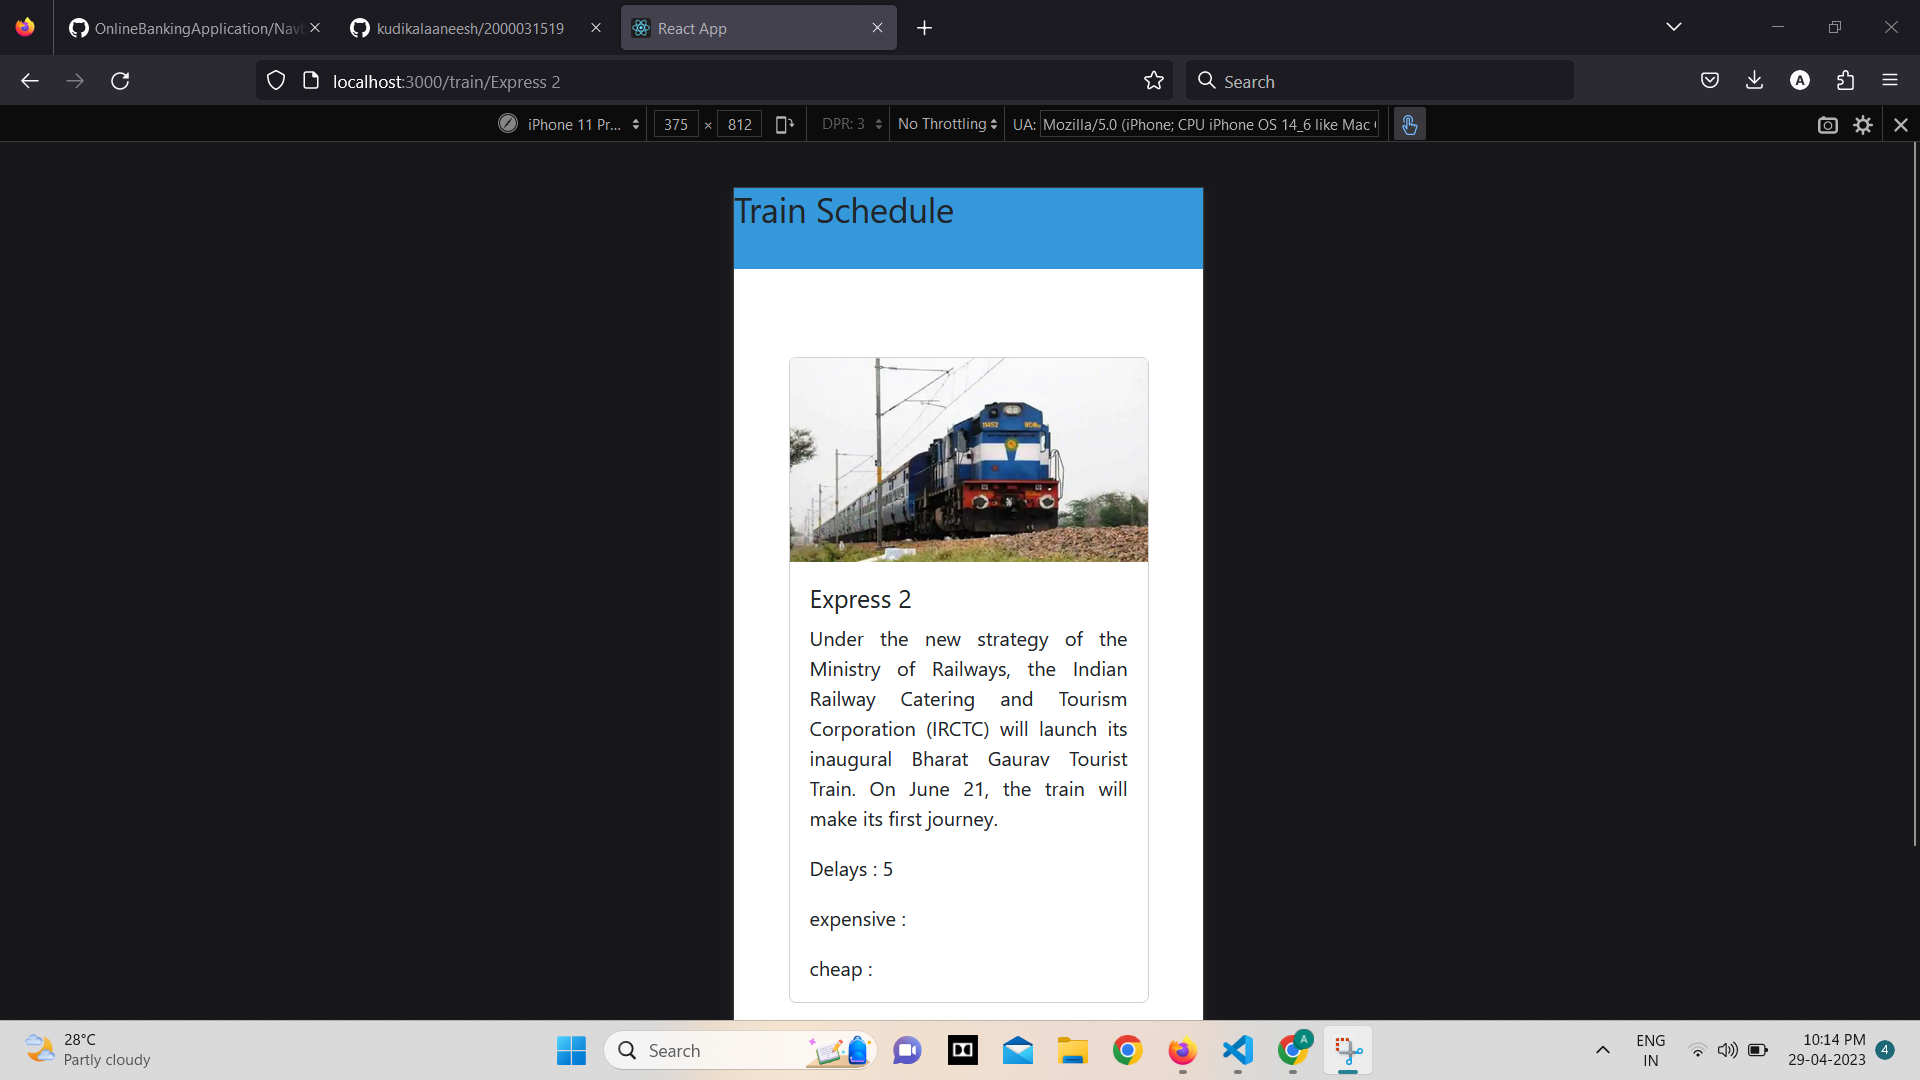 OnlineBankingApplication/Navb
kudikalaaneesh/2000031519
React App
localhost:3000/train/Express 2
Search
A
iPhone 11 Pr...
375 × 812
DPR: 3
No Throttling
UA: Mozilla/5.0 (iPhone; CPU iPhone OS 14_6 like Mac
Train Schedule
11452
Express 2
Under the new strategy of the
Ministry of Railways, the Indian
Railway Catering and Tourism
Corporation (IRCTC) will launch its
inaugural Bharat Gaurav Tourist
Train. On June 21, the train will
make its first journey.
Delays : 5
expensive :
cheap :
28°C
Partly cloudy
Search
A
ENG
IN
10:14 PM
29-04-2023
4